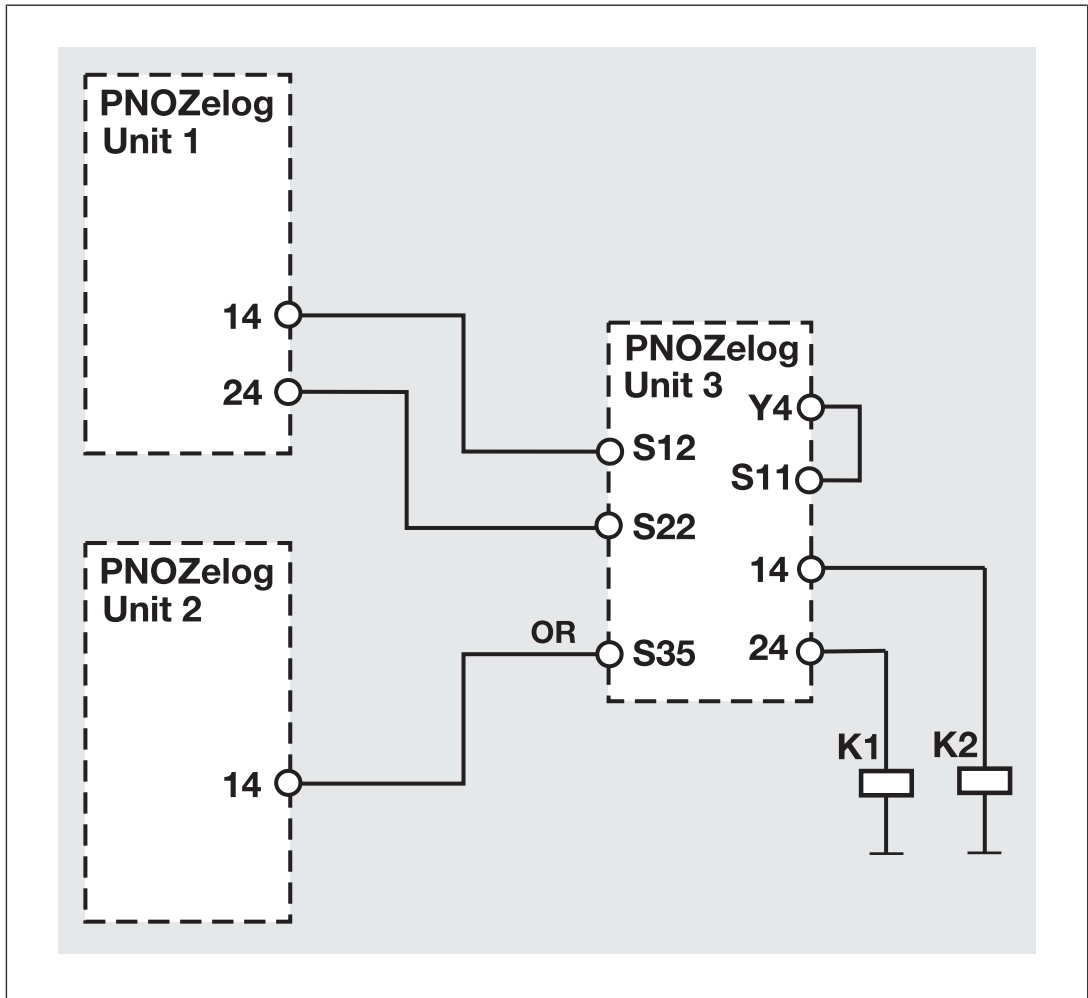 PNOZelog
Unit 1
14
24
PNOZelog
Unit 2
14
OR
PNOZelog
Unit 3
S12
S22
S35
Y4
S11
14
24
K1
K2